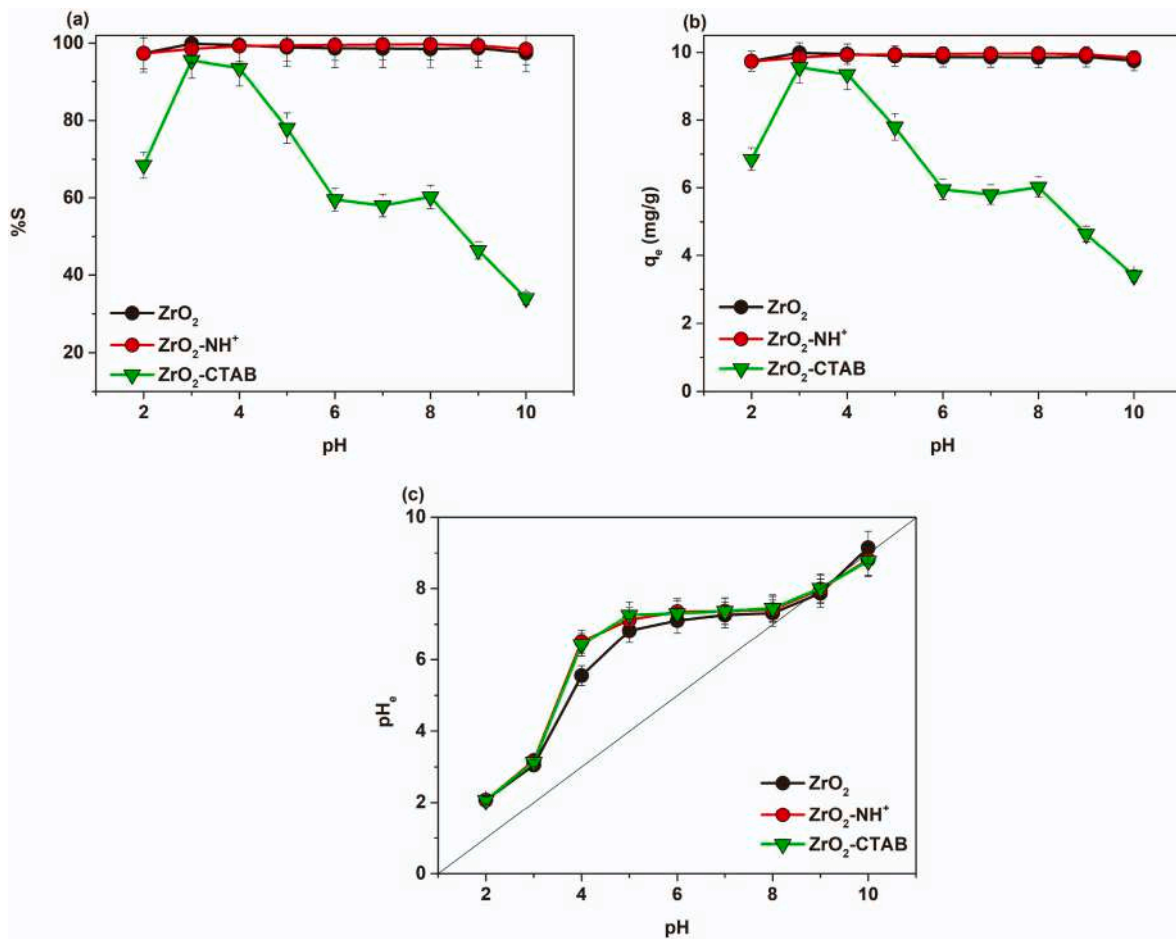 (a)
100
80
60
40
20
%S
ZrO₂
ZrO₂-NH⁺
ZrO₂-CTAB
2 4 6 8 10
pH
(b)
10
8
6
4
2
0
qₑ (mg/g)
ZrO₂
ZrO₂-NH⁺
ZrO₂-CTAB
2 4 6 8 10
pH
(c)
10
8
6
4
2
0
pHₑ
ZrO₂
ZrO₂-NH⁺
ZrO₂-CTAB
2 4 6 8 10
pH